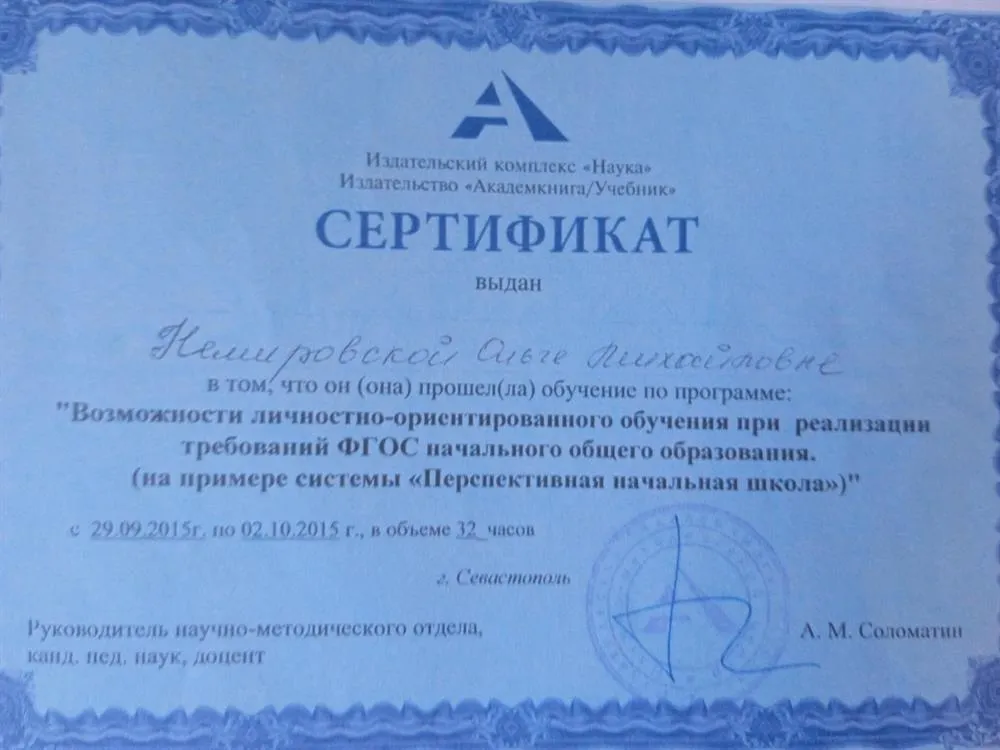 Издательский комплекс «Наука»
Издательство «Академкнига/Учебник»
СЕРТИФИКАТ
выдан
Немировской Ольге Михайловне
в том, что он (она) прошел(ла) обучение по программе:
"Возможности личностно-ориентированного обучения при реализации
требований ФГОС начального общего образования.
(на примере системы «Перспективная начальная школа»)"
с 29.09.2015г. по 02.10.2015 г., в объеме 32 часов
г. Севастополь
Руководитель научно-методического отдела,
канд. пед. наук, доцент
А. М. Соломатин